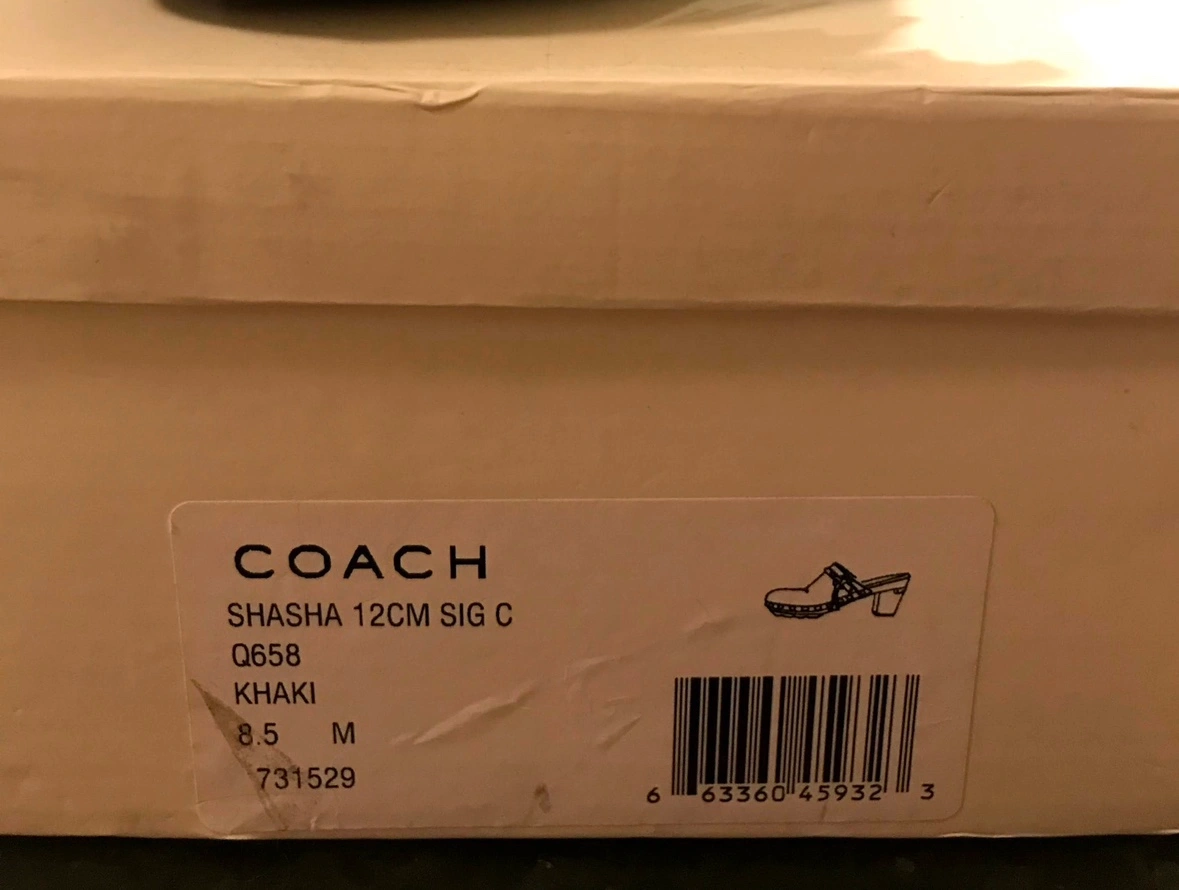 COACH
SHASHA 12CM SIG C
Q658
KHAKI
8.5 M
731529
6 63360 45932 3